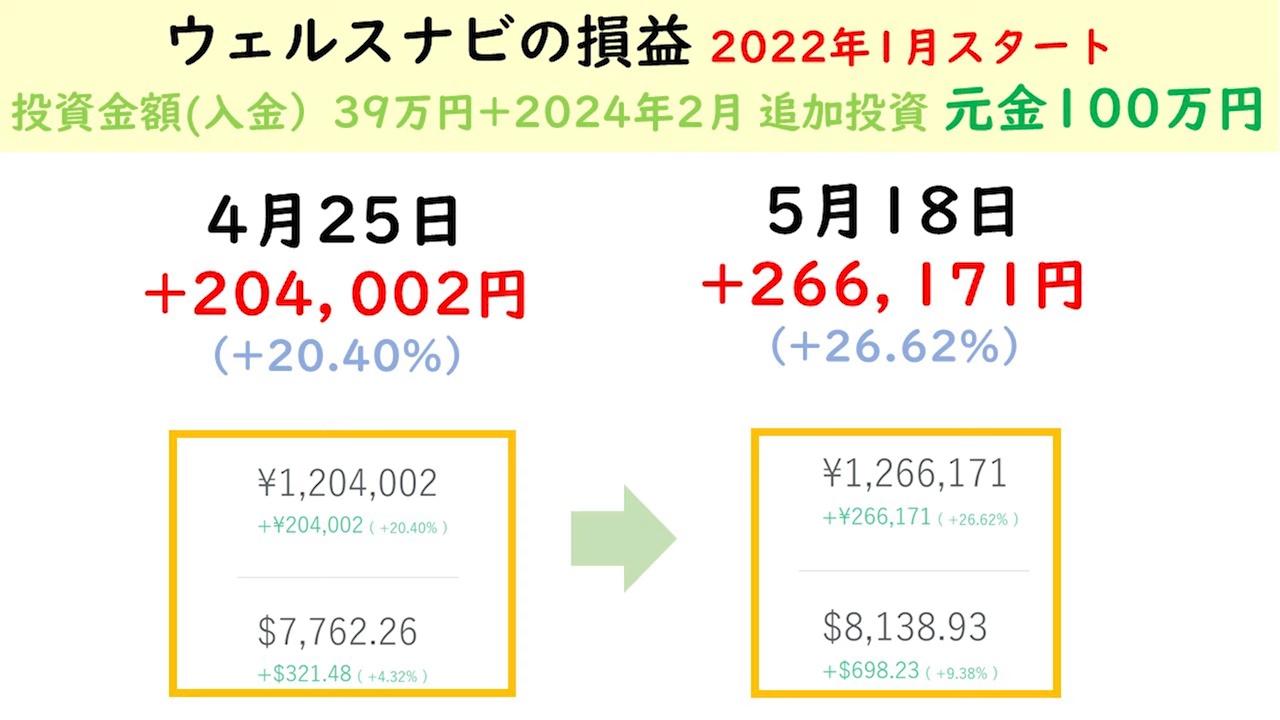 ウェルスナビの損益 2022年1月スタート
投資金額(入金）39万円+2024年2月 追加投資 元金100万円
4月25日
+204,002円
(+20.40%)
¥1,204,002
+¥204,002 ( +20.40% )
$7,762.26
+$321.48 ( +4.32% )
5月18日
+266,171円
(+26.62%)
¥1,266,171
+¥266,171 ( +26.62% )
$8,138.93
+$698.23 ( +9.38% )